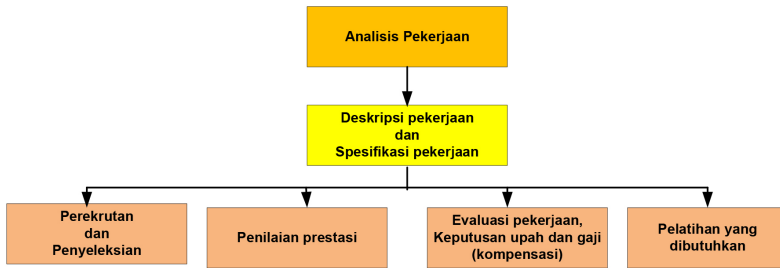 Analisis Pekerjaan
Deskripsi pekerjaan
dan
Spesifikasi pekerjaan
Perekrutan
dan
Penyeleksian
Penilaian prestasi
Evaluasi pekerjaan,
Keputusan upah dan gaji
(kompensasi)
Pelatihan yang
dibutuhkan